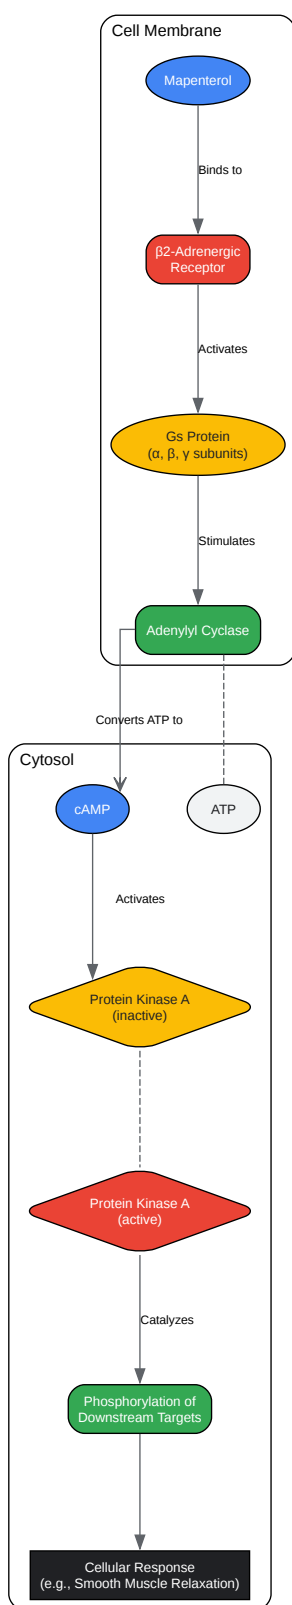 Cell Membrane
Mapenterol
Binds to
β2-Adrenergic
Receptor
Activates
Gs Protein
(α, β, γ subunits)
Stimulates
Adenylyl Cyclase
Converts ATP to
Cytosol
cAMP
ATP
Activates
Protein Kinase A
(inactive)
Protein Kinase A
(active)
Catalyzes
Phosphorylation of
Downstream Targets
Cellular Response
(e.g., Smooth Muscle Relaxation)